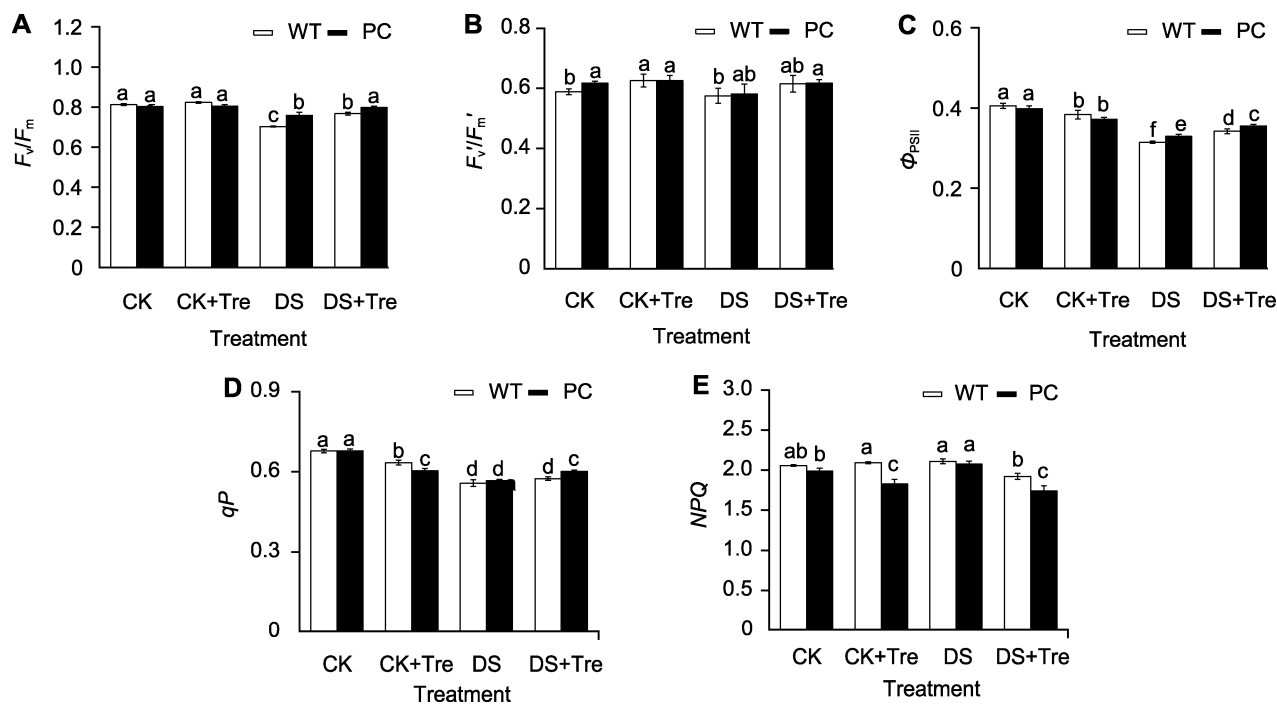 A
WT PC
1.2
1.0
0.8
0.6
0.4
0.2
0
Fv/Fm
a a a a c b b a
CK CK+Tre DS DS+Tre
Treatment
B
WT PC
0.8
0.6
0.4
0.2
0
Fv'/Fm'
b a a a b ab ab a
CK CK+Tre DS DS+Tre
Treatment
C
WT PC
0.6
0.4
0.2
0
ΦPSII
a a b b f e d c
CK CK+Tre DS DS+Tre
Treatment
D
WT PC
0.9
0.6
0.3
0
qP
a a b c d d d c
CK CK+Tre DS DS+Tre
Treatment
E
WT PC
3.0
2.5
2.0
1.5
1.0
0.5
0
NPQ
ab b a c a a b c
CK CK+Tre DS DS+Tre
Treatment